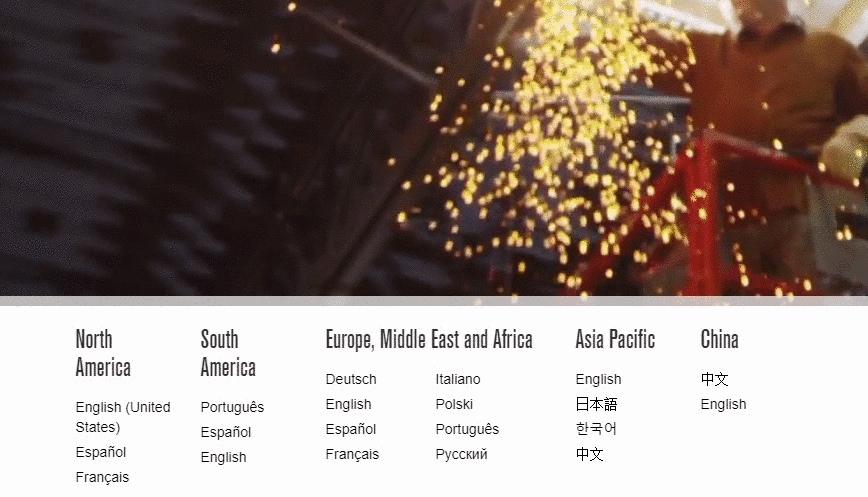 North
America
English (United
States)
Español
Français
South
America
Português
Español
English
Europe, Middle East and Africa
Deutsch
English
Español
Français
Italiano
Polski
Português
Русский
Asia Pacific
English
日本語
한국어
中文
China
中文
English